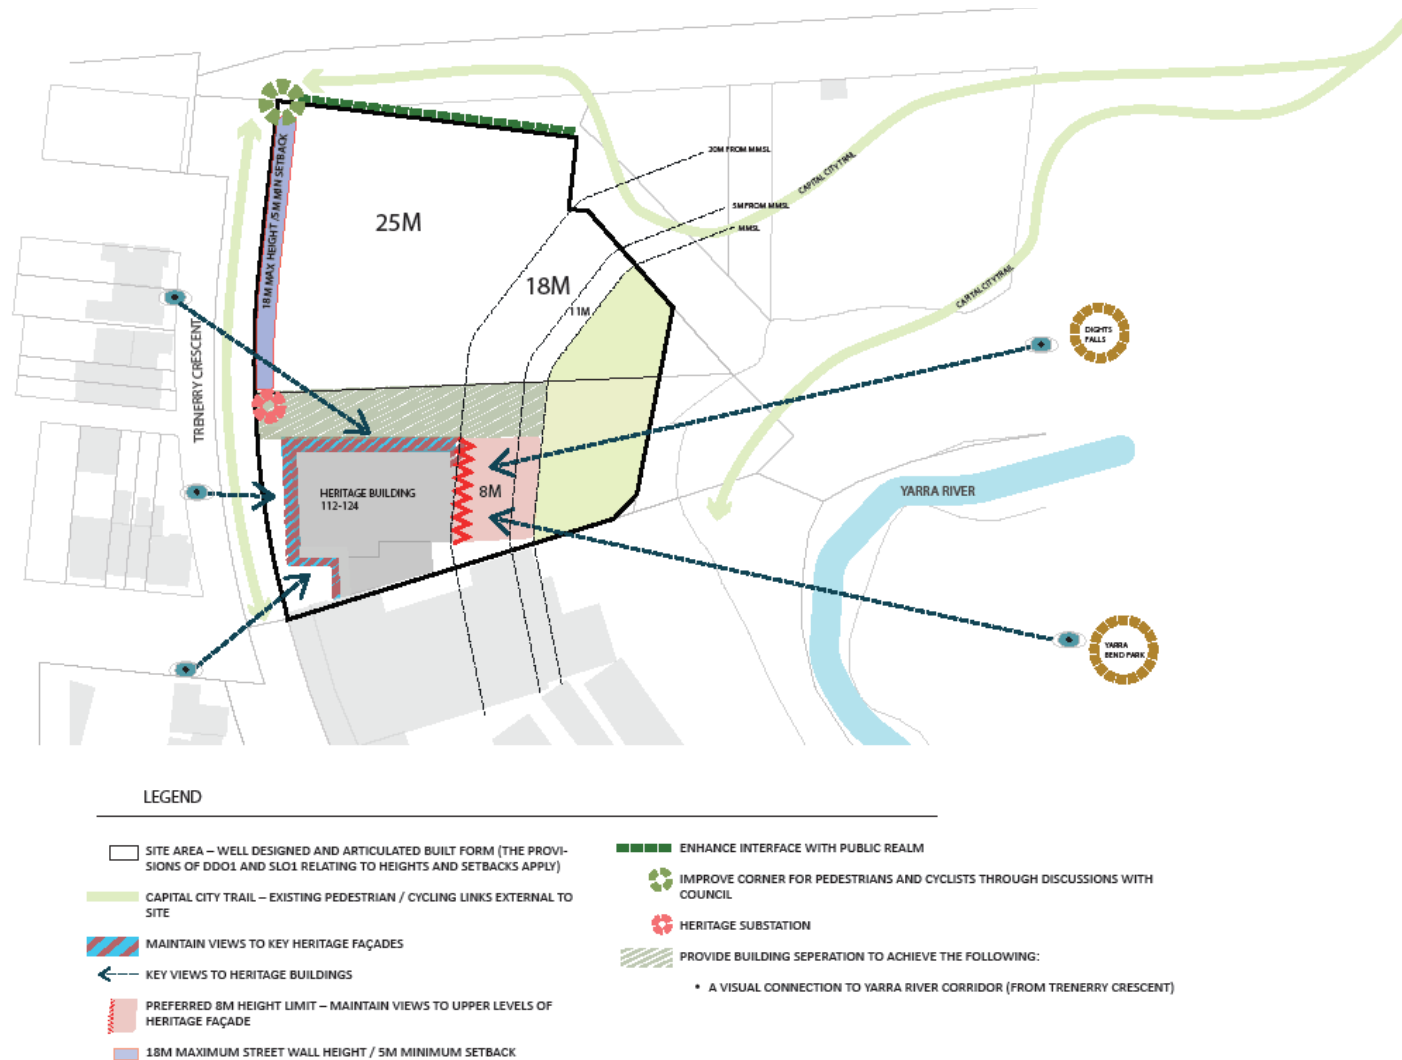 20M FROM MMSL
CAPITAL CITY TRAIL
18M MAX HEIGHT /5M MIN SETBACK
5M FROM MMSL
25M
MMSL
18M
11M
CAPITAL CITY TRAIL
DIGHTS
FALLS
TRENERRY CRESCENT
HERITAGE BUILDING
112-124
8M
YARRA RIVER
YARRA
BEND PARK
LEGEND
SITE AREA – WELL DESIGNED AND ARTICULATED BUILT FORM (THE PROVI-
SIONS OF DDO1 AND SLO1 RELATING TO HEIGHTS AND SETBACKS APPLY)
CAPITAL CITY TRAIL – EXISTING PEDESTRIAN / CYCLING LINKS EXTERNAL TO
SITE
MAINTAIN VIEWS TO KEY HERITAGE FAÇADES
KEY VIEWS TO HERITAGE BUILDINGS
PREFERRED 8M HEIGHT LIMIT – MAINTAIN VIEWS TO UPPER LEVELS OF
HERITAGE FAÇADE
18M MAXIMUM STREET WALL HEIGHT / 5M MINIMUM SETBACK
ENHANCE INTERFACE WITH PUBLIC REALM
IMPROVE CORNER FOR PEDESTRIANS AND CYCLISTS THROUGH DISCUSSIONS WITH
COUNCIL
HERITAGE SUBSTATION
PROVIDE BUILDING SEPERATION TO ACHIEVE THE FOLLOWING:
• A VISUAL CONNECTION TO YARRA RIVER CORRIDOR (FROM TRENERRY CRESCENT)